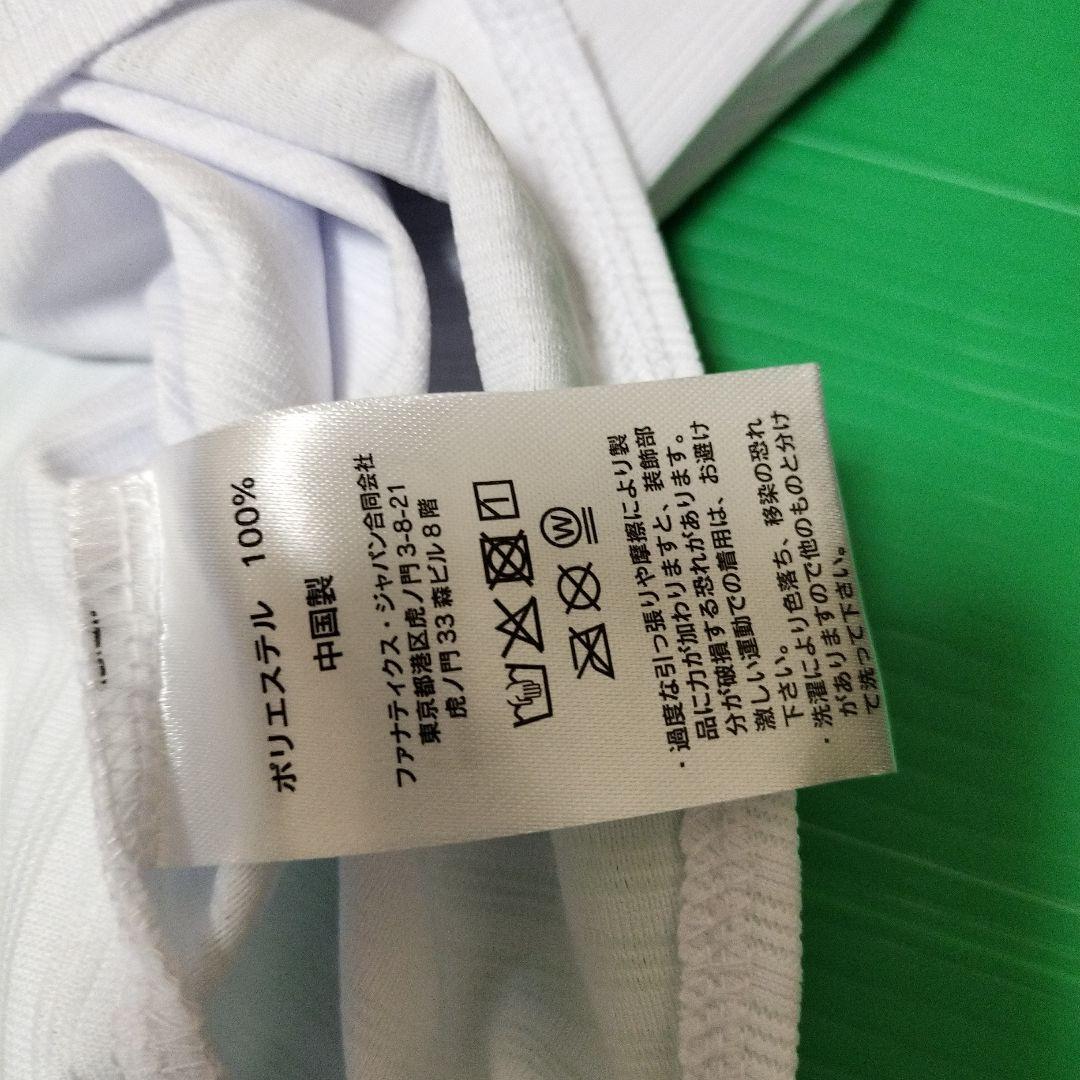 ポリエステル 100%
中国製
ファナティクス・ジャパン合同会社
東京都港区虎ノ門 3-8-21
虎ノ門 33 森ビル 8 階
W
・過度な引っ張りや摩擦により製
品に力が加わりますと、装飾部
分が破損する恐れがあります。
激しい運動での着用は、お避け
下さい。
・洗濯により色落ち、移染の恐れ
がありますので他のものと分け
て洗って下さい。